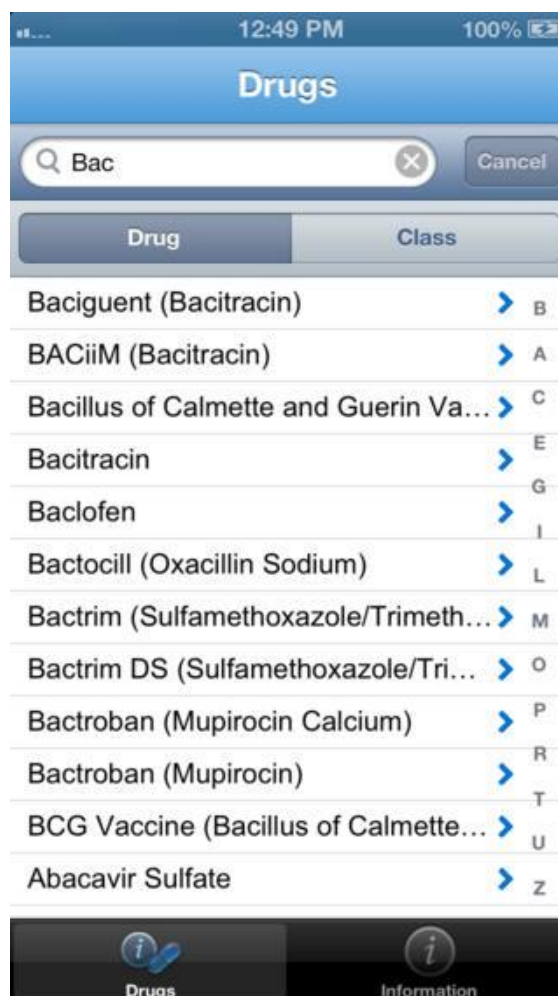 12:49 PM 100%
Drugs
Bac Cancel
Drug Class
Baciguent (Bacitracin) B
BACiiM (Bacitracin) A
Bacillus of Calmette and Guerin Va... C
Bacitracin E
G
Baclofen
I
Bactocill (Oxacillin Sodium) L
Bactrim (Sulfamethoxazole/Trimeth... M
Bactrim DS (Sulfamethoxazole/Tri... O
Bactroban (Mupirocin Calcium) P
R
Bactroban (Mupirocin)
T
BCG Vaccine (Bacillus of Calmette... U
Abacavir Sulfate Z
Drugs Information